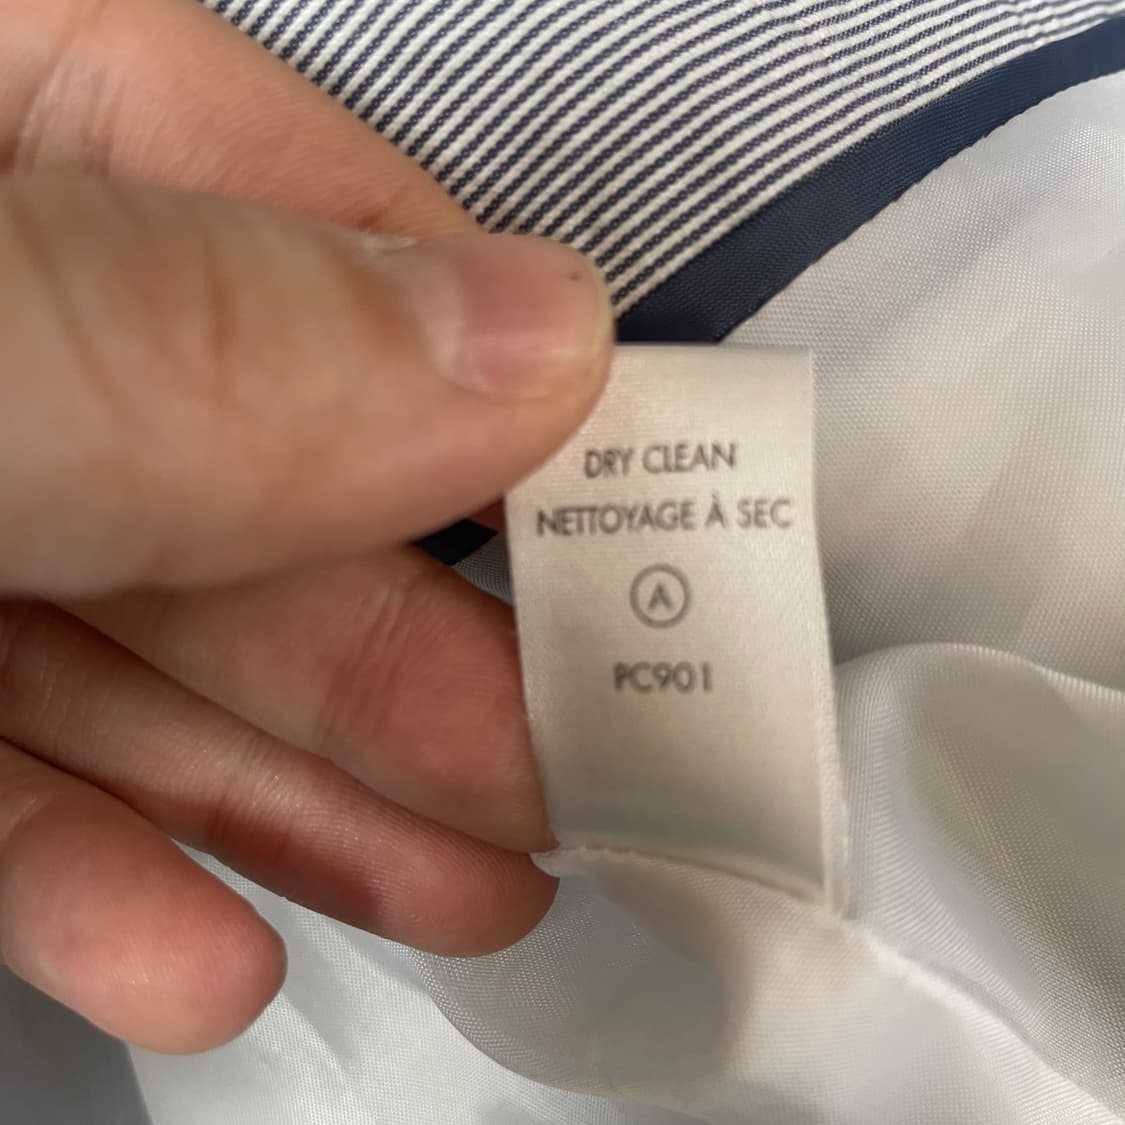 DRY CLEAN
NETTOYAGE À SEC
A
PC901